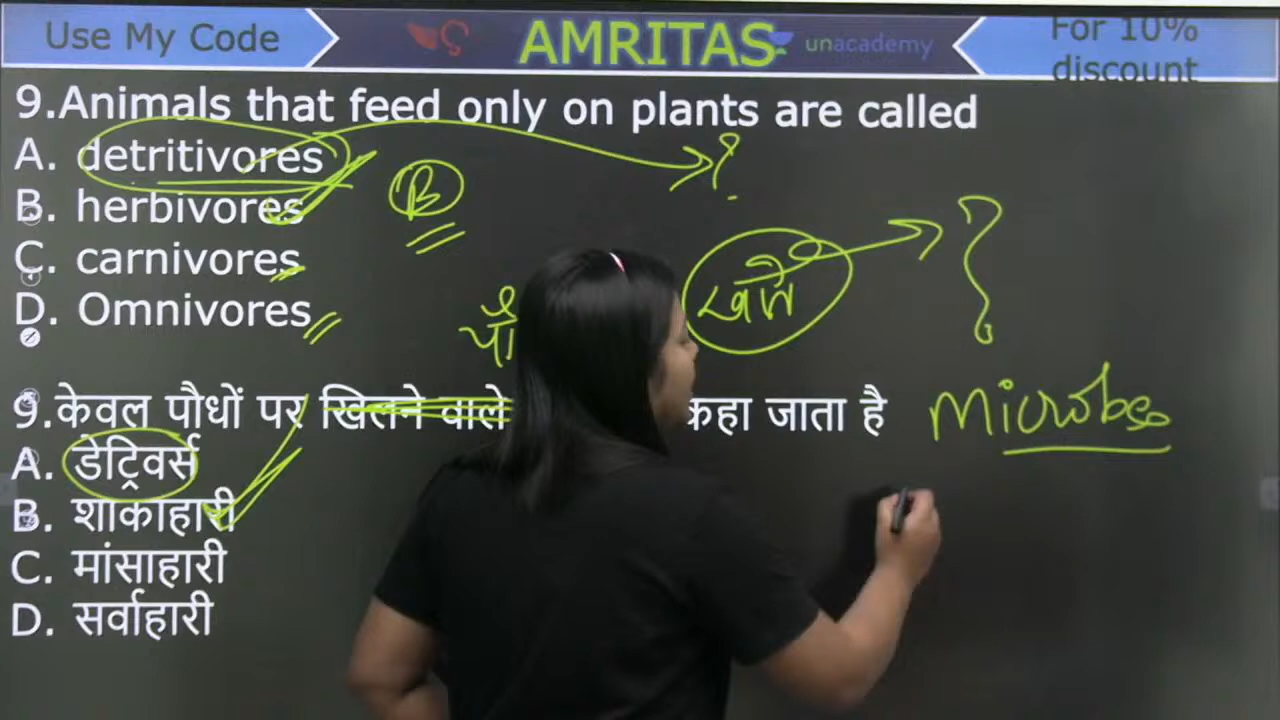 Use My Code
AMRITAS
unacademy
For 10%
discount
9.Animals that feed only on plants are called
A. detritivores
B. herbivores
C. carnivores
D. Omnivores
B
?
खाने
?
9.केवल पौधों पर खिलने वाले कहा जाता है
Microbes
A. डेट्रिवर्स
B. शाकाहारी
C. मांसाहारी
D. सर्वाहारी